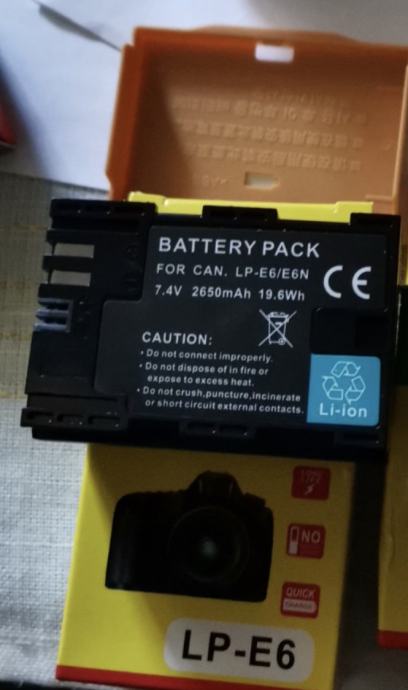 BATTERY PACK
FOR CAN. LP-E6/E6N
7.4V 2650mAh 19.6Wh
CE
CAUTION:
• Do not connect improperly.
• Do not dispose of in fire or
expose to excess heat.
• Do not crush,puncture,incinerate
or short circuit external contacts.
Li-ion
NO
QUICK
CHARGE
LP-E6